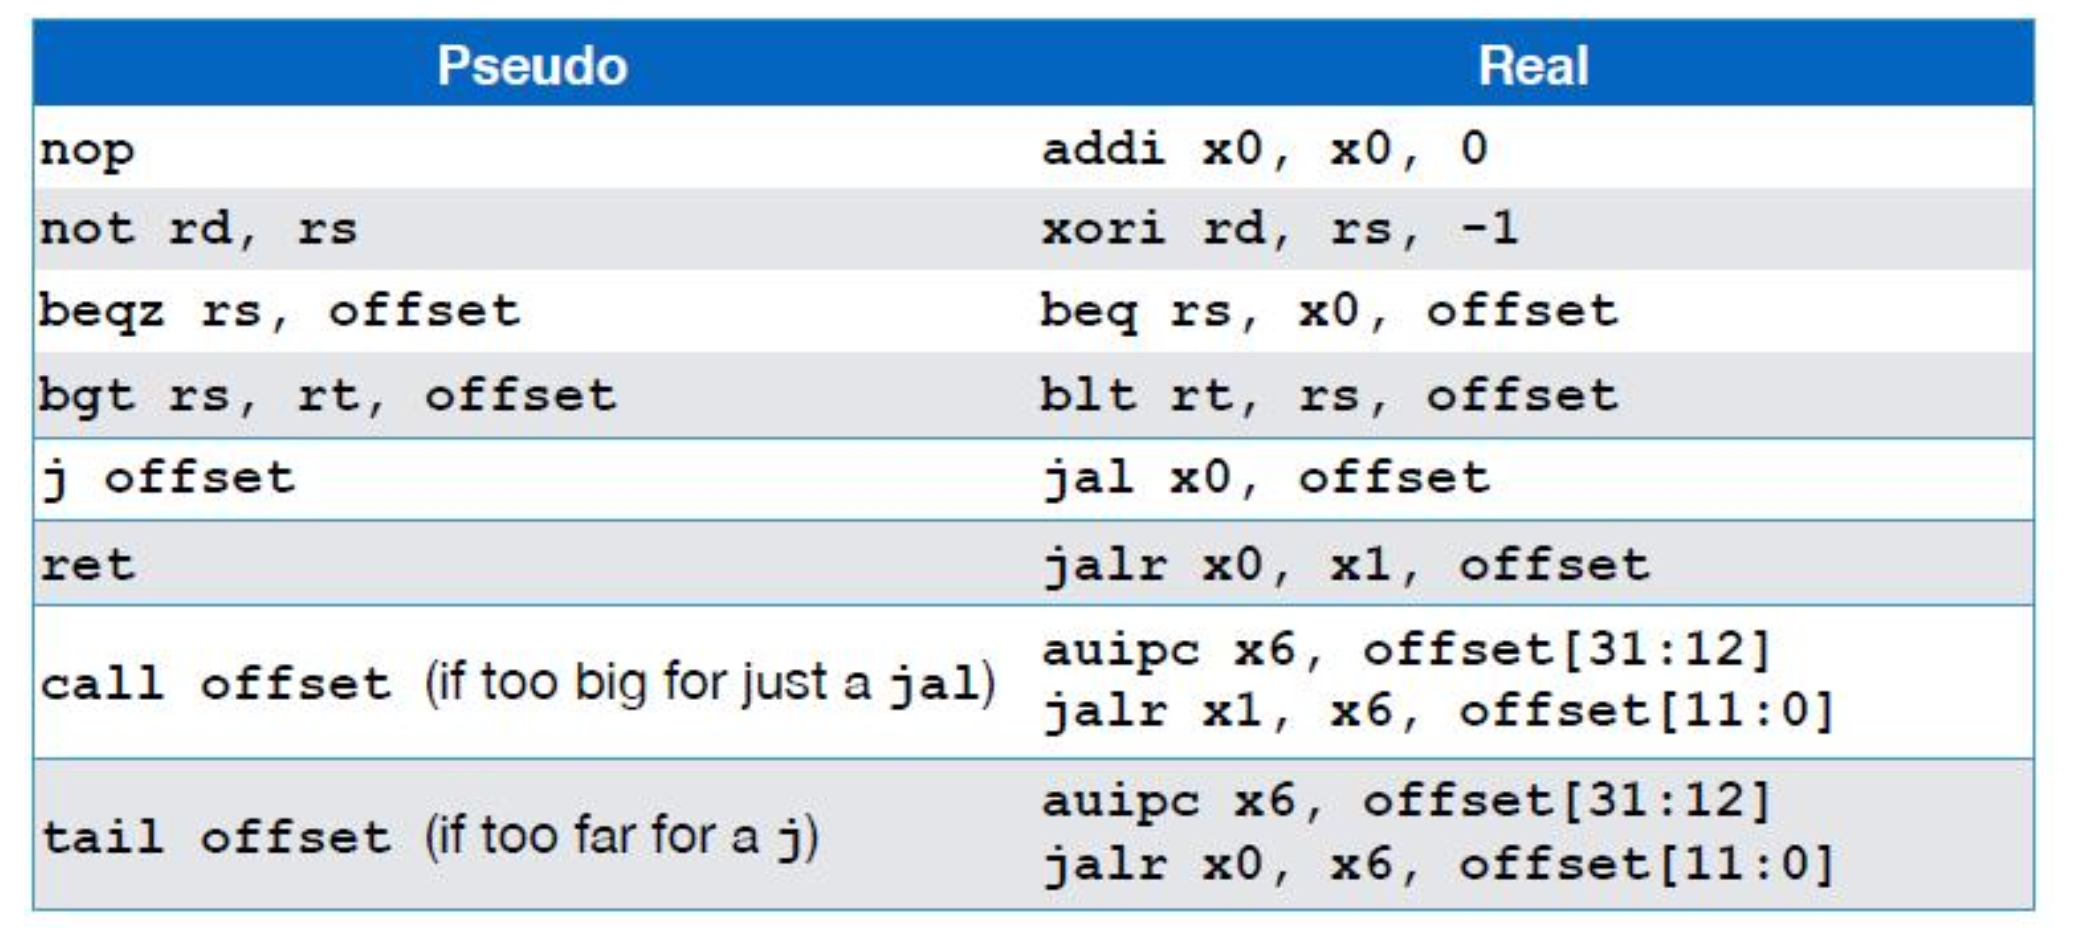 Pseudo Real
nop addi x0, x0, 0
not rd, rs xori rd, rs, -1
beqz rs, offset beq rs, x0, offset
bgt rs, rt, offset blt rt, rs, offset
j offset jal x0, offset
ret jalr x0, x1, offset
call offset (if too big for just a jal) auipc x6, offset[31:12]
jalr x1, x6, offset[11:0]
tail offset (if too far for a j) auipc x6, offset[31:12]
jalr x0, x6, offset[11:0]